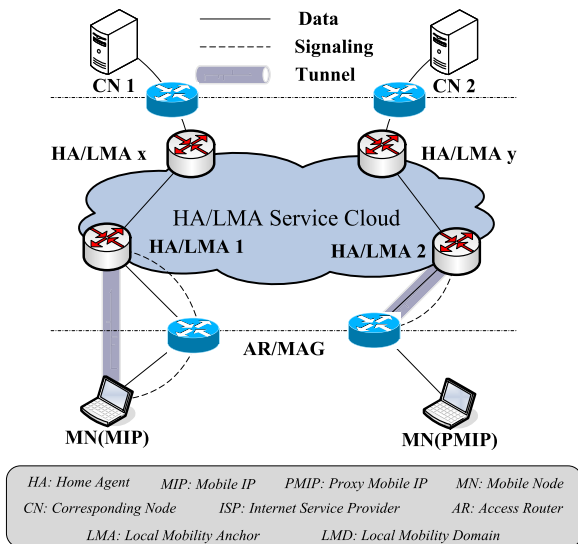 Data
Signaling
Tunnel
CN 1
CN 2
HA/LMA x
HA/LMA y
HA/LMA Service Cloud
HA/LMA 1
HA/LMA 2
AR/MAG
MN(MIP)
MN(PMIP)
HA: Home Agent MIP: Mobile IP PMIP: Proxy Mobile IP MN: Mobile Node
CN: Corresponding Node ISP: Internet Service Provider AR: Access Router
LMA: Local Mobility Anchor LMD: Local Mobility Domain